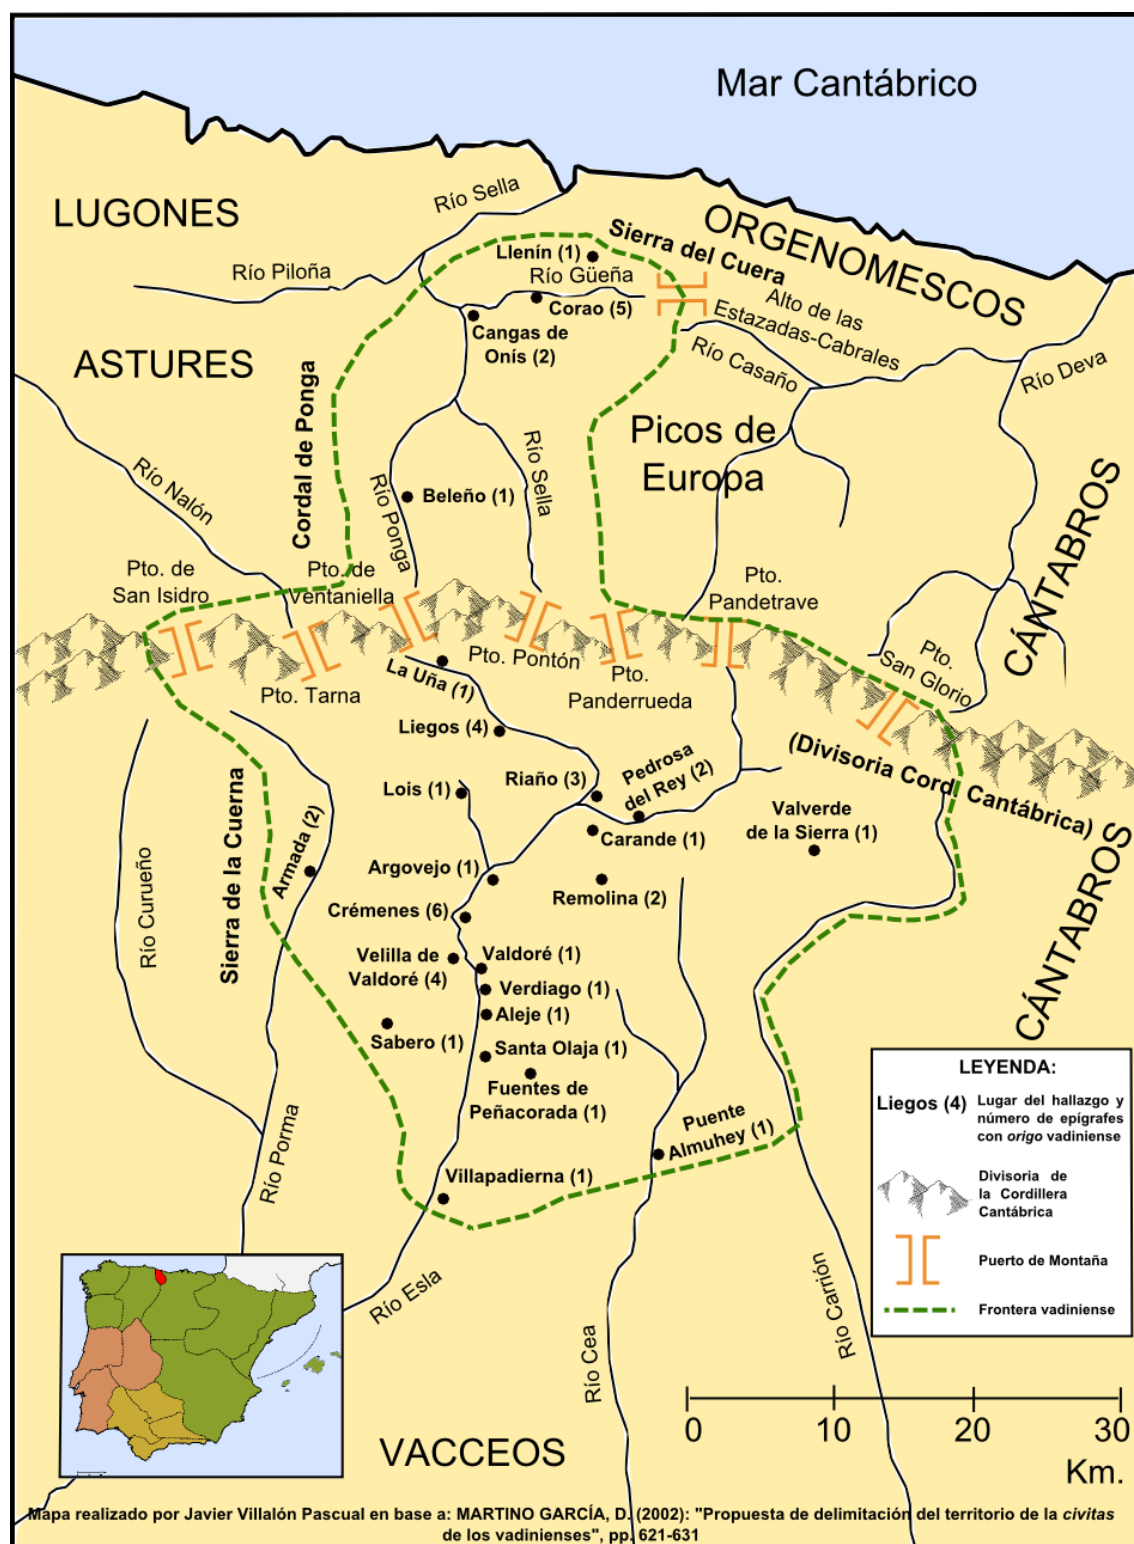 Mar Cantábrico
LUGONES
Río Sella
ORGENOMESCOS
Sierra del Cuera
Llenín (1)
Río Piloña
Río Güeña
Corao (5)
Alto de las
Estazadas-Cabrales
Cangas de
Onís (2)
ASTURES
Río Casaño
Río Deva
Cordal de Ponga
Picos de
Europa
Río Nalón
Río Ponga
Río Sella
Beleño (1)
CÁNTABROS
Pto. de
San Isidro
Pto. de
Ventaniella
Pto.
Pandetrave
Pto. Tarna
La Uña (1)
Pto. Pontón
Pto.
Panderrueda
Pto.
San Glorio
Liegos (4)
(Divisoria Cord. Cantábrica)
Lois (1)
Riaño (3)
Pedrosa
del Rey (2)
Valverde
de la Sierra (1)
Carande (1)
Río Curueño
Sierra de la Cuerna
Armada (2)
Argovejo (1)
Remolina (2)
Crémenes (6)
CÁNTABROS
Velilla de
Valdoré (4)
Valdoré (1)
Verdiago (1)
Aleje (1)
Sabero (1)
Santa Olaja (1)
Fuentes de
Peñacorada (1)
Puente
Almuhey (1)
Río Porma
Villapadierna (1)
Río Esla
Río Cea
Río Carrión
VACCEOS
LEYENDA:
Liegos (4)
Lugar del hallazgo y
número de epígrafes
con origo vadiniense
Divisoria de
la Cordillera
Cantábrica
Puerto de Montaña
Frontera vadiniense
0 10 20 30
Km.
Mapa realizado por Javier Villalón Pascual en base a: MARTINO GARCÍA, D. (2002): "Propuesta de delimitación del territorio de la civitas
de los vadinienses", pp. 621-631